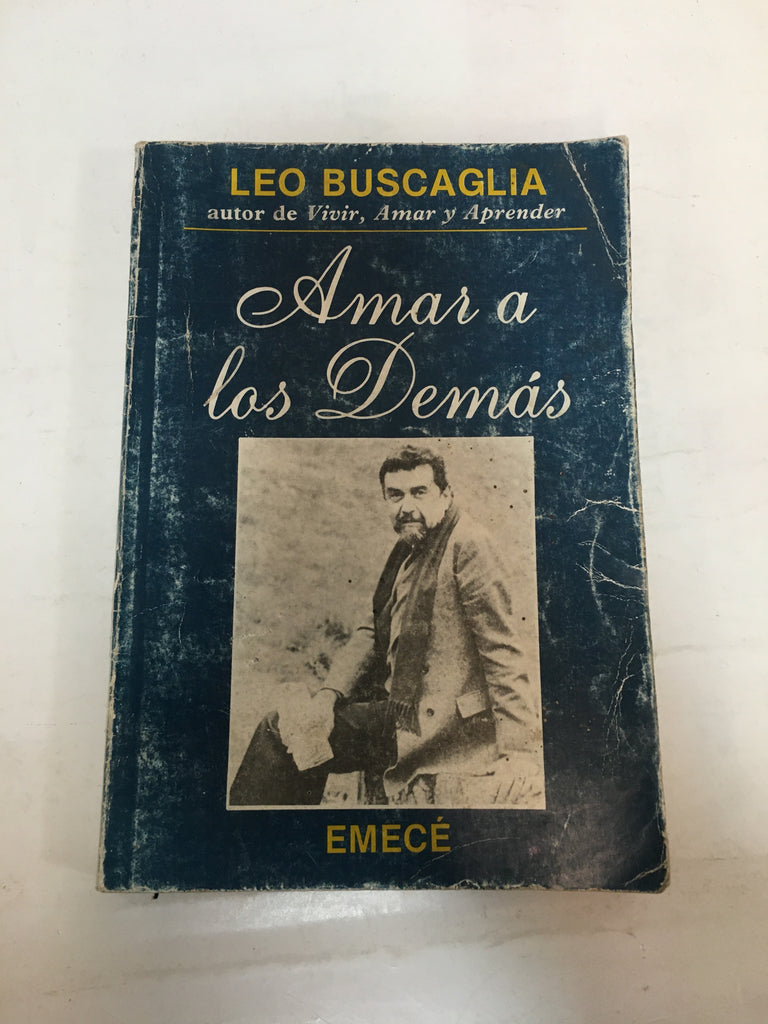 LEO BUSCAGLIA
autor de Vivir, Amar y Aprender
Amar a
los Demás
EMECÉ